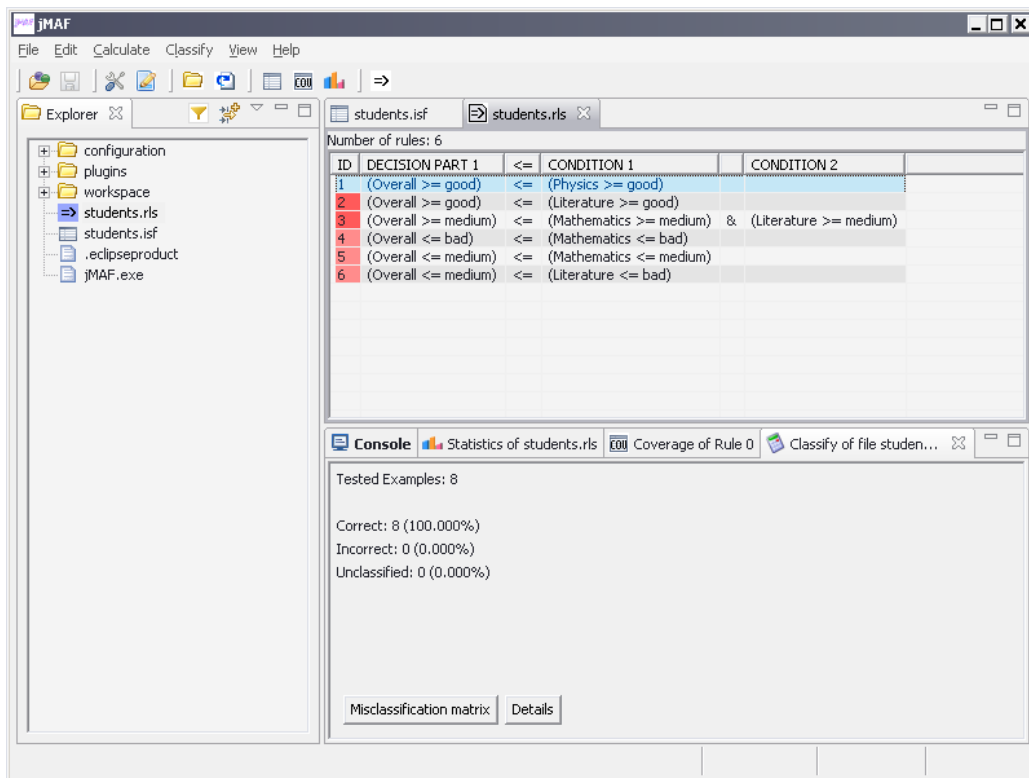 jMAF
File Edit Calculate Classify View Help
COU
Explorer
students.isf students.rls
Number of rules: 6
ID DECISION PART 1 <= CONDITION 1 CONDITION 2
1 (Overall >= good) <= (Physics >= good)
2 (Overall >= good) <= (Literature >= good)
3 (Overall >= medium) <= (Mathematics >= medium) & (Literature >= medium)
4 (Overall <= bad) <= (Mathematics <= bad)
5 (Overall <= medium) <= (Mathematics <= medium)
6 (Overall <= medium) <= (Literature <= bad)
configuration
plugins
workspace
students.rls
students.isf
.eclipseproduct
jMAF.exe
Console Statistics of students.rls COU Coverage of Rule 0 Classify of file studen...
Tested Examples: 8
Correct: 8 (100.000%)
Incorrect: 0 (0.000%)
Unclassified: 0 (0.000%)
Misclassification matrix Details